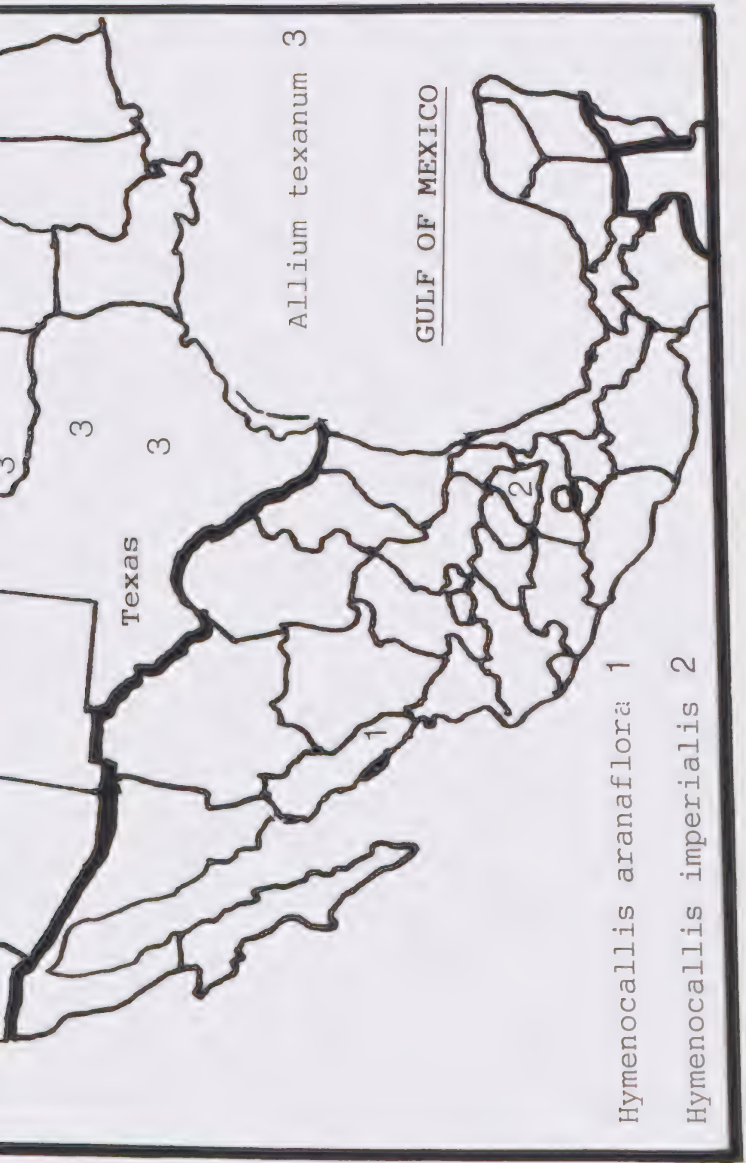 3
3
Texas
3
Allium texanum 3
1
GULF OF MEXICO
2
Hymenocallis aranaflora 1
Hymenocallis imperialis 2